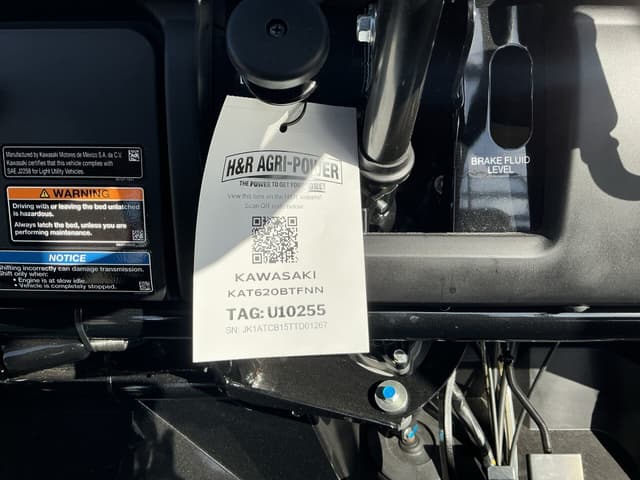 Manufactured by Kawasaki Motores de México S.A. de C.V.
Kawasaki certifies that this vehicle complies with
SAE J2258 for Light Utility Vehicles.
WARNING
Driving with or leaving the bed unlatched
is hazardous.
Always latch the bed, unless you are
performing maintenance.
NOTICE
Shifting incorrectly can damage transmission.
Shift only when:
• Engine is at slow idle.
• Vehicle is completely stopped.
H&R AGRI-POWER
THE POWER TO GET YOU
View this item on the H&R website!
Scan QR code below.
KAWASAKI
KAT620BTFNN
TAG: U10255
SN: JK1ATCB15TTD01267
BRAKE FLUID
LEVEL